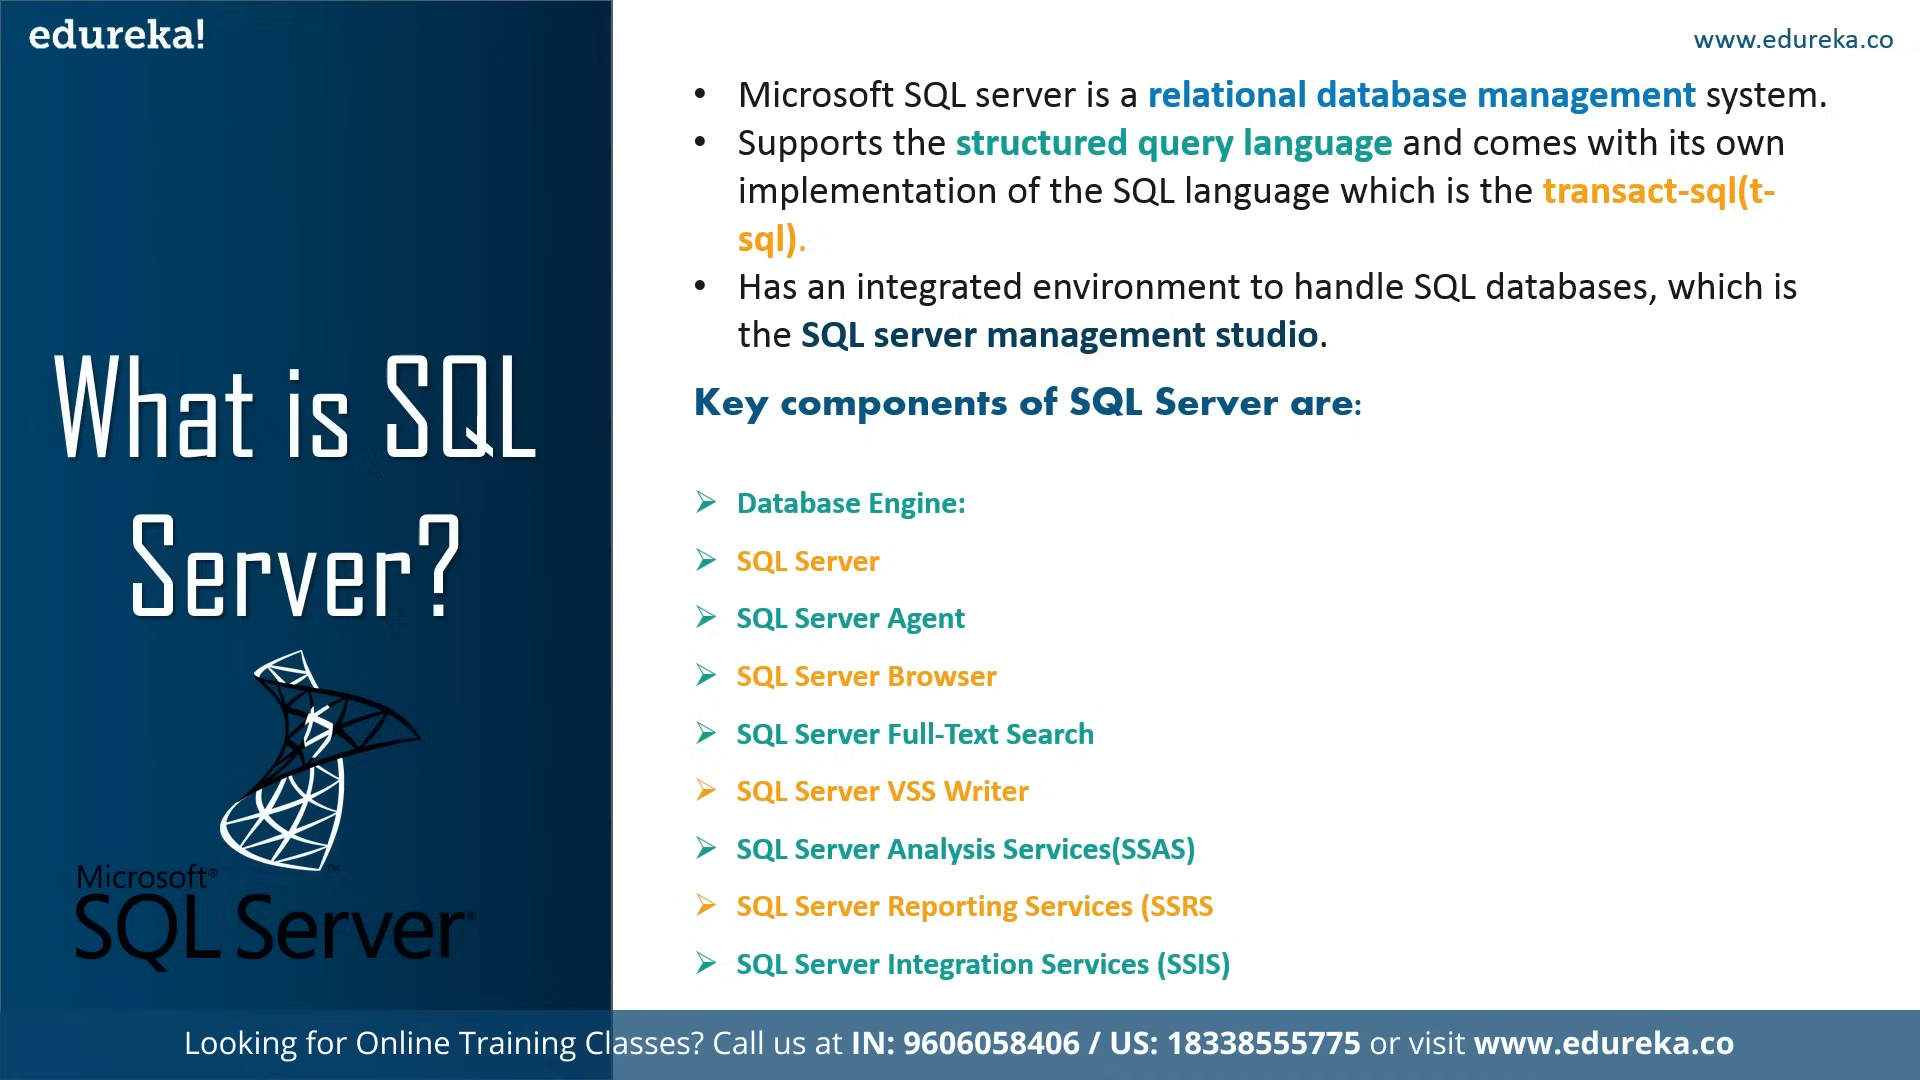 edureka!
www.edureka.co
What is SQL
Server?
Microsoft®
SQL Server®
™
• Microsoft SQL server is a relational database management system.
• Supports the structured query language and comes with its own
implementation of the SQL language which is the transact-sql(t-
sql).
• Has an integrated environment to handle SQL databases, which is
the SQL server management studio.
Key components of SQL Server are:
Database Engine:
SQL Server
SQL Server Agent
SQL Server Browser
SQL Server Full-Text Search
SQL Server VSS Writer
SQL Server Analysis Services(SSAS)
SQL Server Reporting Services (SSRS
SQL Server Integration Services (SSIS)
Looking for Online Training Classes? Call us at IN: 9606058406 / US: 18338555775 or visit www.edureka.co